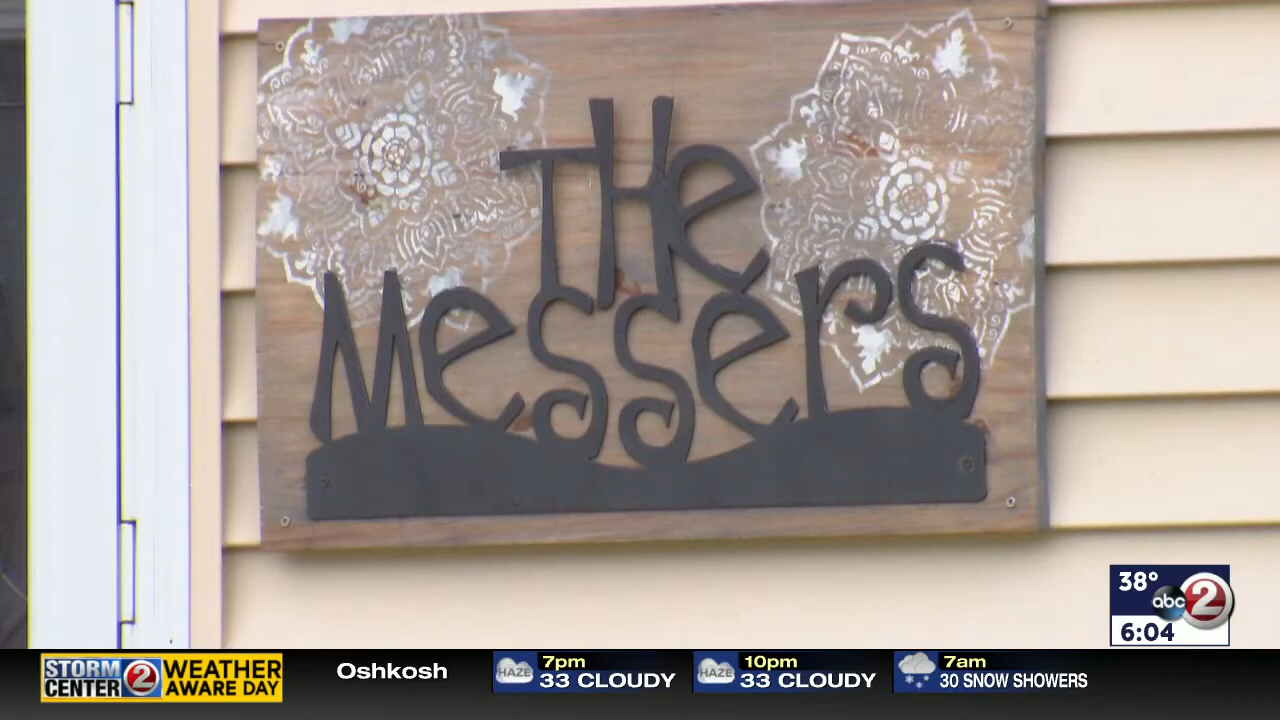 THe
Messers
38°
abc 2
6:04
STORM CENTER 2 WEATHER AWARE DAY
Oshkosh
HAZE 7pm 33 CLOUDY
HAZE 10pm 33 CLOUDY
7am 30 SNOW SHOWERS